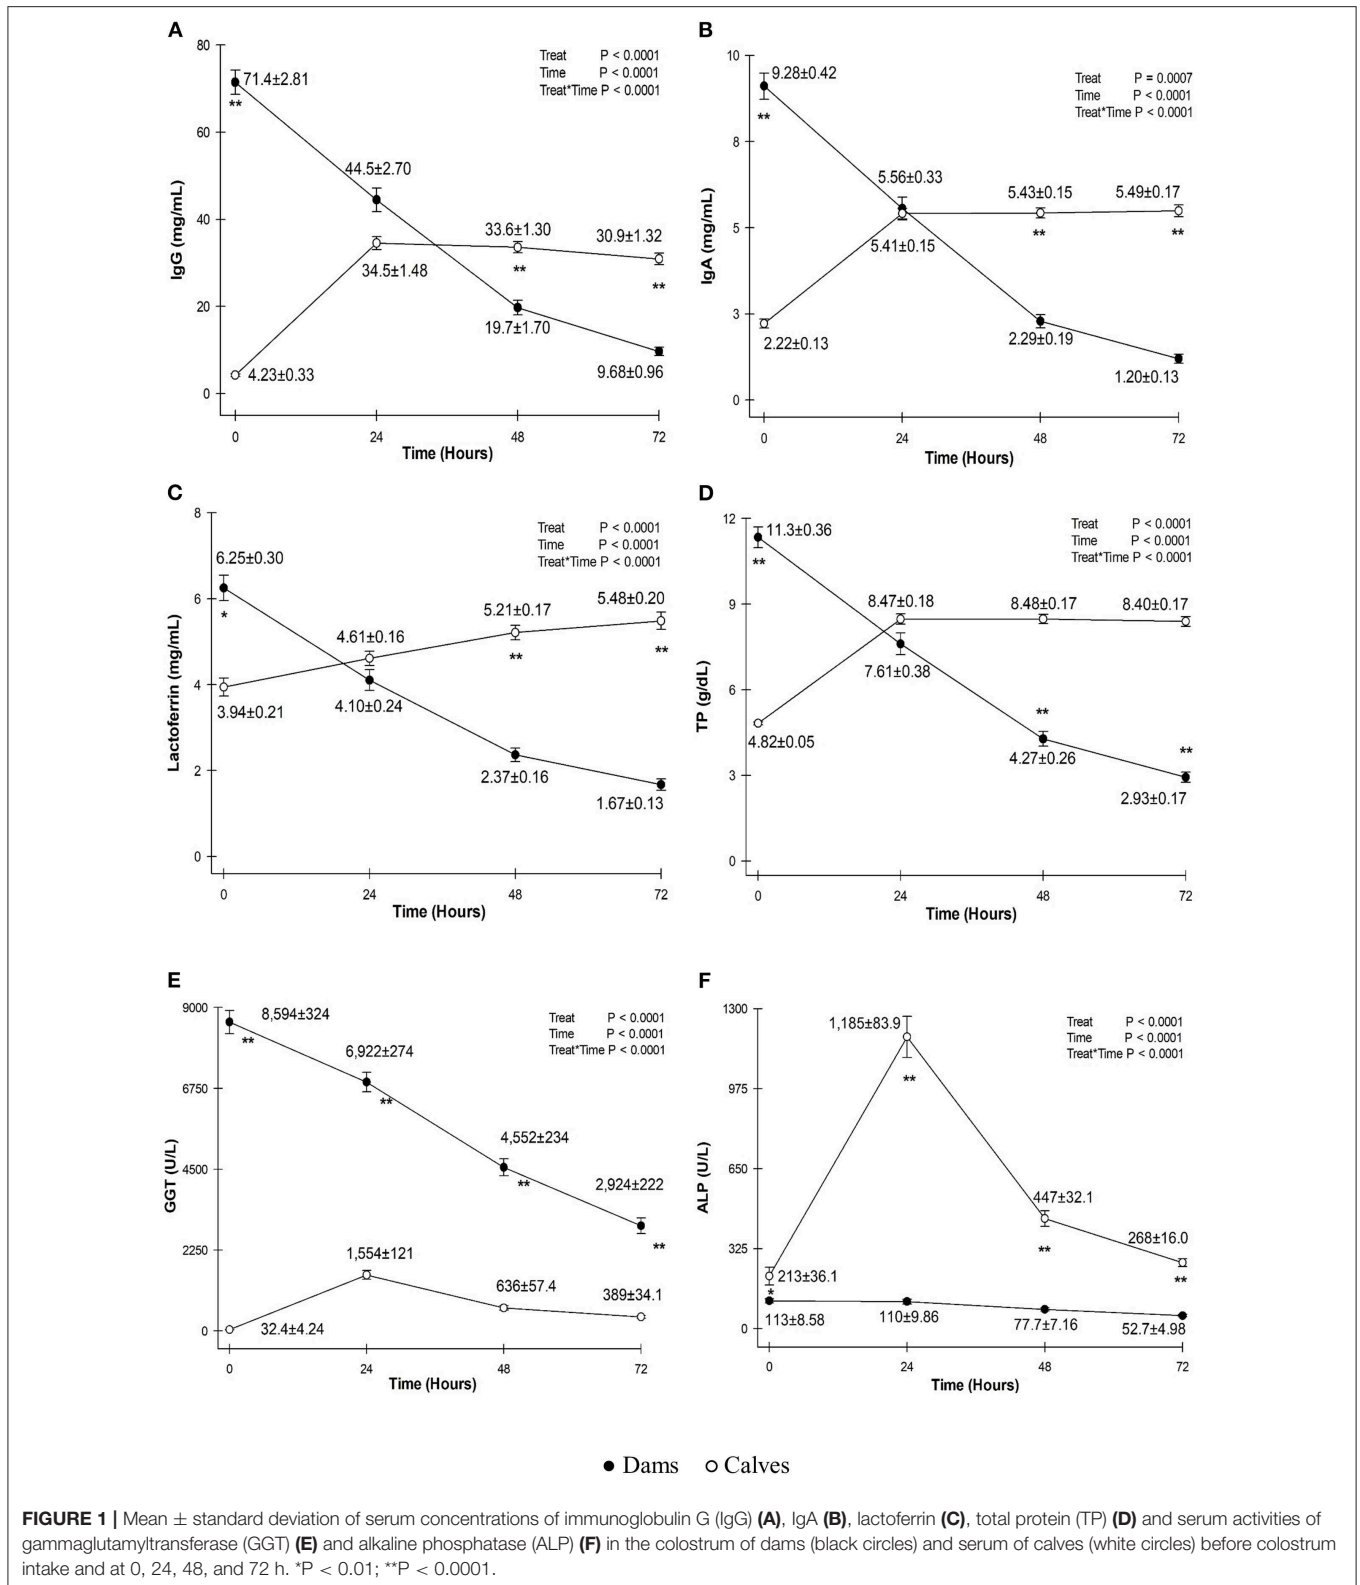 A
80
60
40
20
0
IgG (mg/mL)
71.4±2.81
**
44.5±2.70
34.5±1.48
33.6±1.30
**
19.7±1.70
30.9±1.32
**
9.68±0.96
4.23±0.33
Treat P < 0.0001
Time P < 0.0001
Treat*Time P < 0.0001
0 24 48 72
Time (Hours)
B
10
8
5
3
0
IgA (mg/mL)
9.28±0.42
**
5.56±0.33
5.41±0.15
5.43±0.15
**
2.29±0.19
5.49±0.17
**
1.20±0.13
2.22±0.13
Treat P = 0.0007
Time P < 0.0001
Treat*Time P < 0.0001
0 24 48 72
Time (Hours)
C
8
6
4
2
0
Lactoferrin (mg/mL)
6.25±0.30
*
3.94±0.21
4.61±0.16
4.10±0.24
5.21±0.17
**
2.37±0.16
5.48±0.20
**
1.67±0.13
Treat P < 0.0001
Time P < 0.0001
Treat*Time P < 0.0001
0 24 48 72
Time (Hours)
D
12
9
6
3
0
TP (g/dL)
11.3±0.36
**
4.82±0.05
8.47±0.18
7.61±0.38
8.48±0.17
**
4.27±0.26
8.40±0.17
**
2.93±0.17
Treat P < 0.0001
Time P < 0.0001
Treat*Time P < 0.0001
0 24 48 72
Time (Hours)
E
9000
6750
4500
2250
0
GGT (U/L)
8,594±324
**
6,922±274
**
4,552±234
**
2,924±222
**
32.4±4.24
1,554±121
636±57.4
389±34.1
Treat P < 0.0001
Time P < 0.0001
Treat*Time P < 0.0001
0 24 48 72
Time (Hours)
F
1300
975
650
325
0
ALP (U/L)
1,185±83.9
**
213±36.1
*
113±8.58
110±9.86
447±32.1
**
77.7±7.16
268±16.0
**
52.7±4.98
Treat P < 0.0001
Time P < 0.0001
Treat*Time P < 0.0001
0 24 48 72
Time (Hours)
● Dams ○ Calves
FIGURE 1 | Mean ± standard deviation of serum concentrations of immunoglobulin G (IgG) (A), IgA (B), lactoferrin (C), total protein (TP) (D) and serum activities of
gammaglutamyltransferase (GGT) (E) and alkaline phosphatase (ALP) (F) in the colostrum of dams (black circles) and serum of calves (white circles) before colostrum
intake and at 0, 24, 48, and 72 h. *P < 0.01; **P < 0.0001.